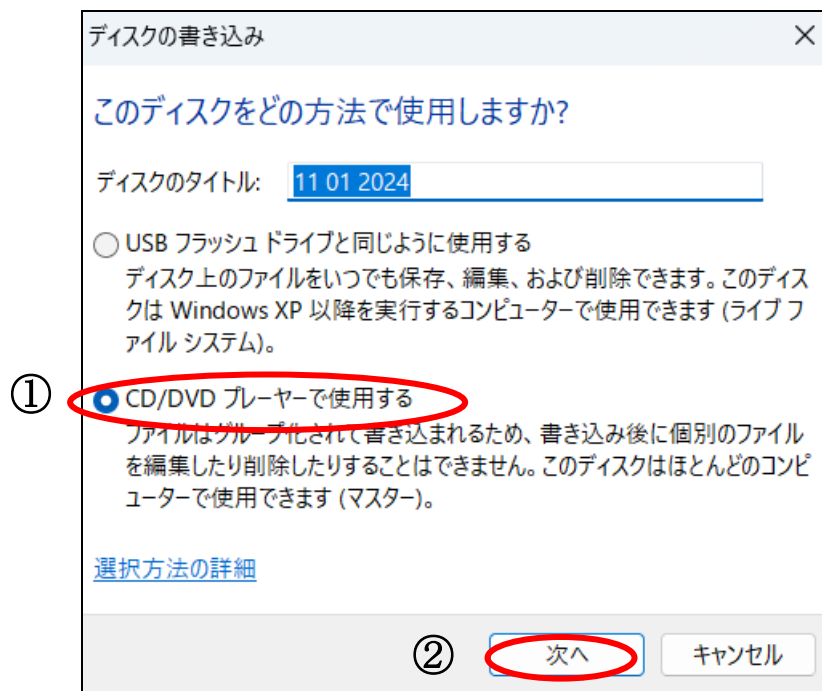 ディスクの書き込み
このディスクをどの方法で使用しますか?
ディスクのタイトル: 11 01 2024
USB フラッシュ ドライブと同じように使用する
ディスク上のファイルをいつでも保存、編集、および削除できます。このディス
クは Windows XP 以降を実行するコンピューターで使用できます (ライブ フ
ァイル システム)。
① CD/DVD プレーヤーで使用する
ファイルはグループ化されて書き込まれるため、書き込み後に個別のファイル
を編集したり削除したりすることはできません。このディスクはほとんどのコンピ
ューターで使用できます (マスター)。
選択方法の詳細
② 次へ キャンセル